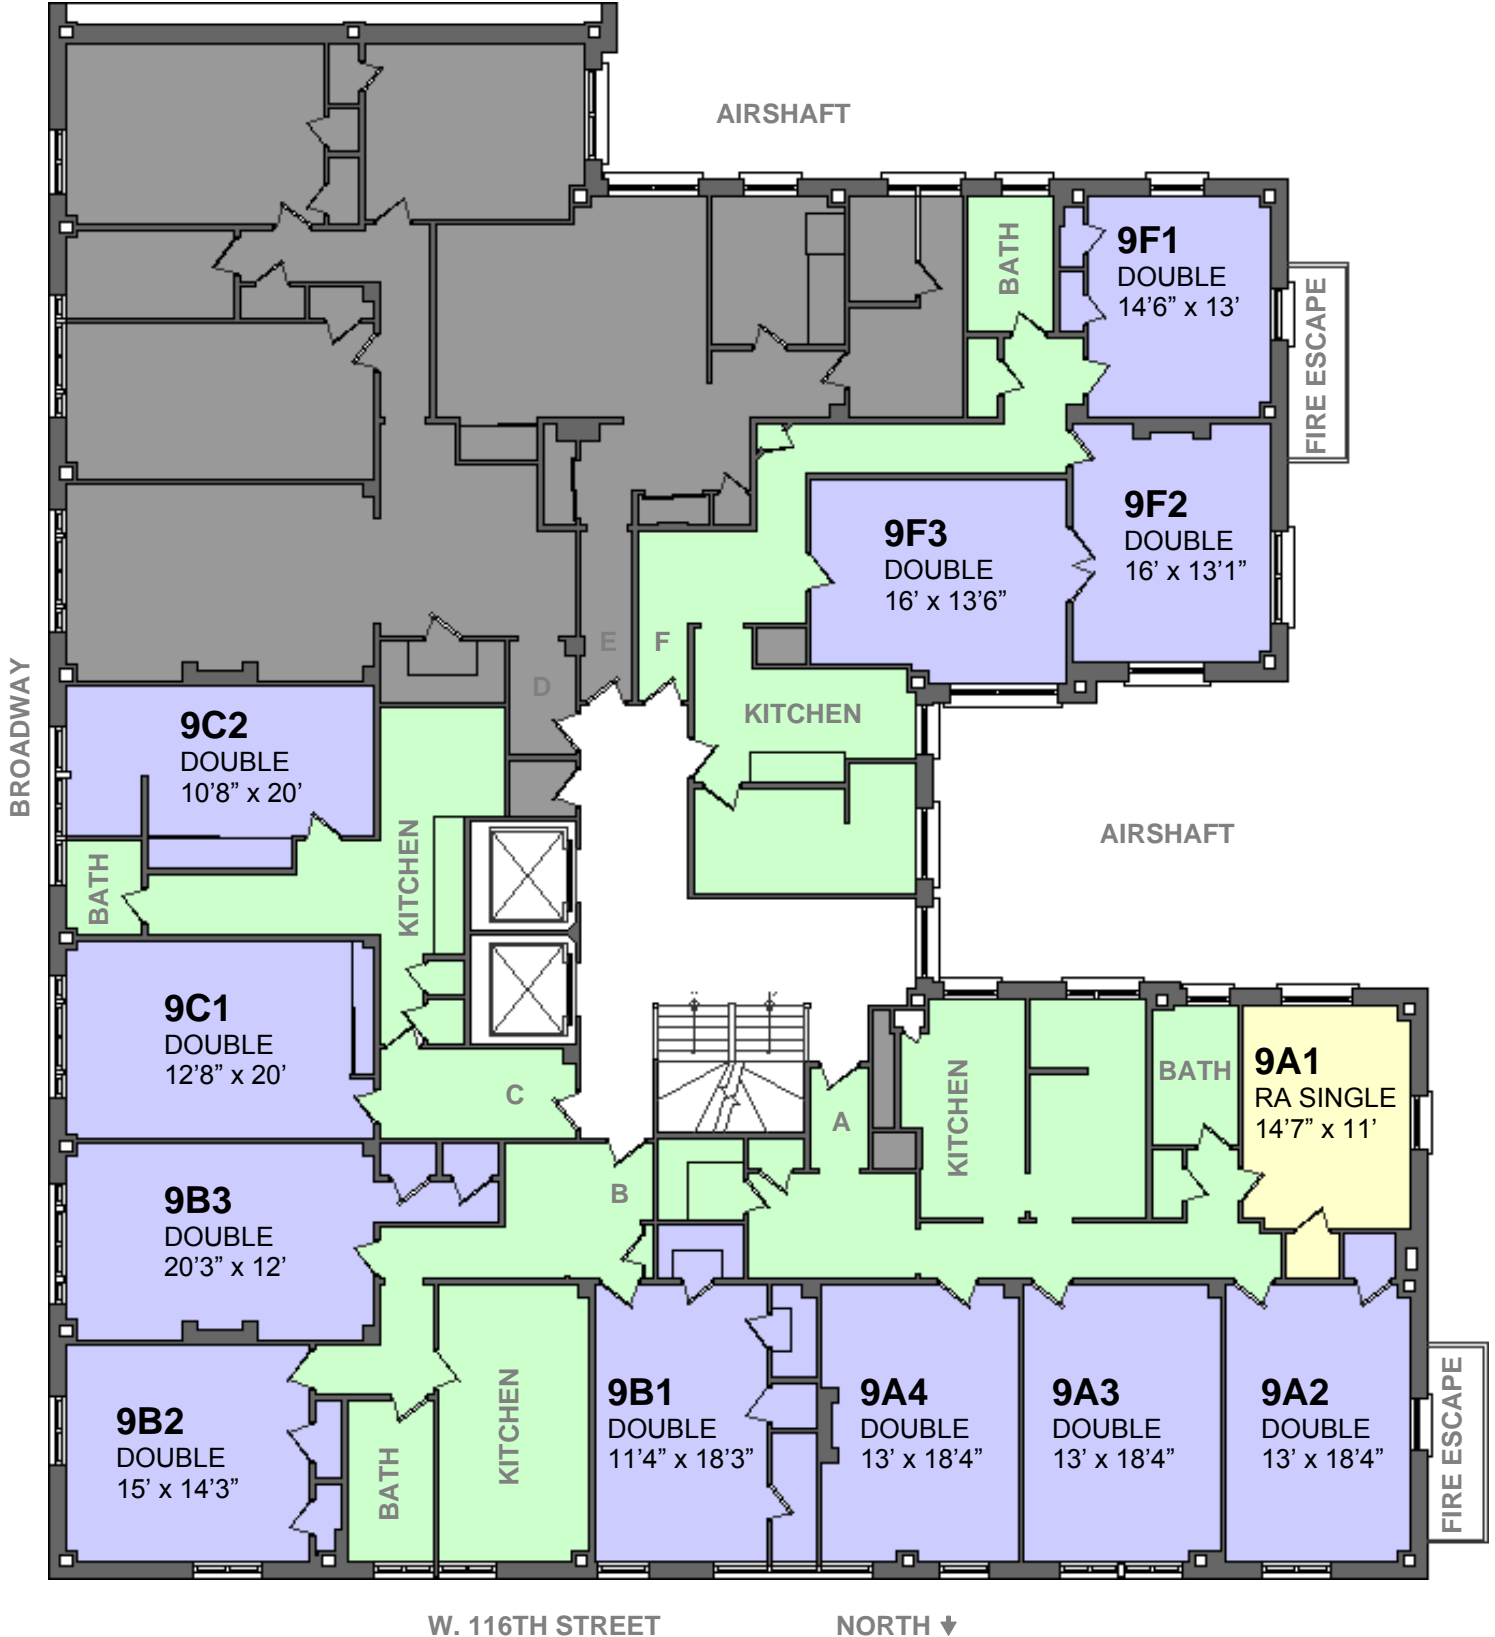 AIRSHAFT
BATH
9F1
DOUBLE
14'6” x 13’
FIRE ESCAPE
9F3
DOUBLE
16’ x 13’6”
9F2
DOUBLE
16’ x 13’1”
E
F
D
BROADWAY
9C2
DOUBLE
10’8” x 20’
KITCHEN
AIRSHAFT
BATH
KITCHEN
9C1
DOUBLE
12’8” x 20’
C
A
KITCHEN
BATH
9A1
RA SINGLE
14’7” x 11’
B
9B3
DOUBLE
20’3” x 12’
9B2
DOUBLE
15’ x 14’3”
BATH
KITCHEN
9B1
DOUBLE
11’4” x 18’3”
9A4
DOUBLE
13’ x 18’4”
9A3
DOUBLE
13’ x 18’4”
9A2
DOUBLE
13’ x 18’4”
FIRE ESCAPE
W. 116TH STREET
NORTH